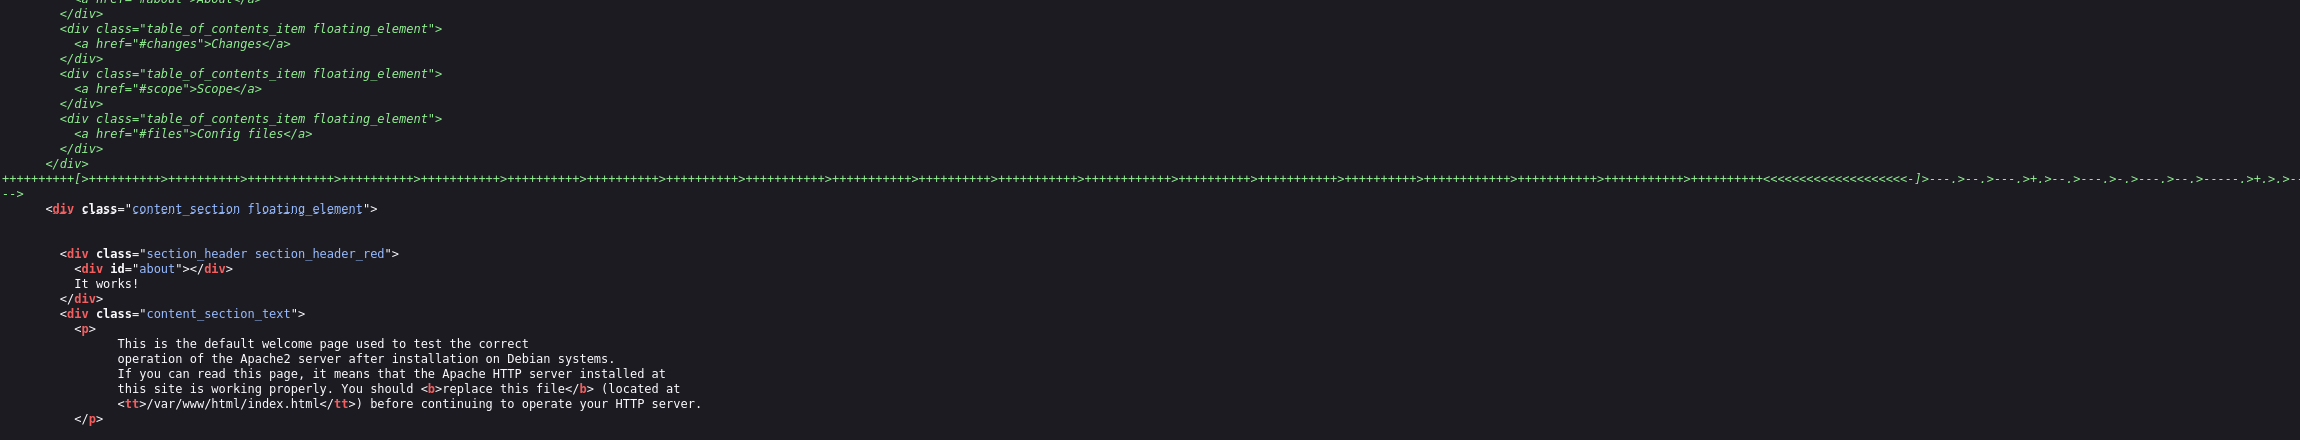 <a href="#about">About</a>
</div>
<div class="table_of_contents_item floating_element">
<a href="#changes">Changes</a>
</div>
<div class="table_of_contents_item floating_element">
<a href="#scope">Scope</a>
</div>
<div class="table_of_contents_item floating_element">
<a href="#files">Config files</a>
</div>
</div>
++++++++++[>++++++++++>++++++++++>++++++++++++>++++++++++>+++++++++++>++++++++++>++++++++++>++++++++++>+++++++++++>+++++++++++>++++++++++>+++++++++++>++++++++++++>++++++++++>+++++++++++>++++++++++>++++++++++++>+++++++++++>+++++++++++>++++++++++<<<<<<<<<<<<<<<<<<<<-]>---.>--.>---.>+.>--.>---.>-.>---.>--.>-----.>+.>.>--
-->
<div class="content_section floating_element">
<div class="section_header section_header_red">
<div id="about"></div>
It works!
</div>
<div class="content_section_text">
<p>
This is the default welcome page used to test the correct
operation of the Apache2 server after installation on Debian systems.
If you can read this page, it means that the Apache HTTP server installed at
this site is working properly. You should <b>replace this file</b> (located at
<tt>/var/www/html/index.html</tt>) before continuing to operate your HTTP server.
</p>